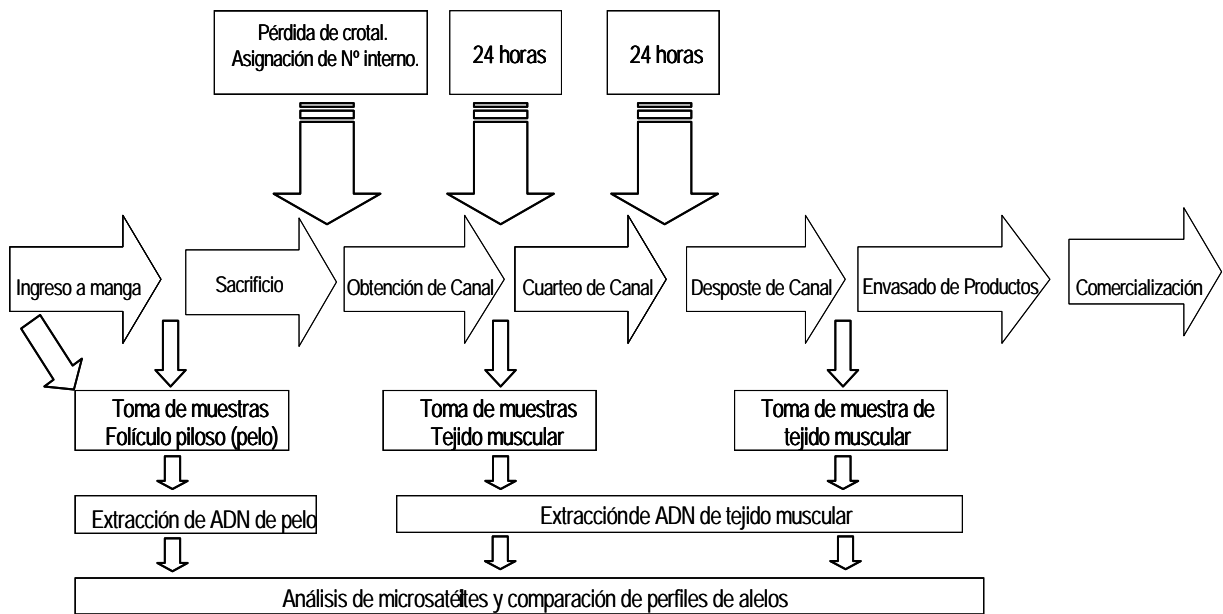 Pérdida de crotal.
Asignación de Nº interno.
24 horas
24 horas
Ingreso a manga
Sacrificio
Obtención de Canal
Cuarteo de Canal
Desposte de Canal
Envasado de Productos
Comercialización
Toma de muestras
Folículo piloso (pelo)
Toma de muestras
Tejido muscular
Toma de muestra de
tejido muscular
Extracción de ADN de pelo
Extracciónde ADN de tejido muscular
Análisis de microsatélites y comparación de perfiles de alelos